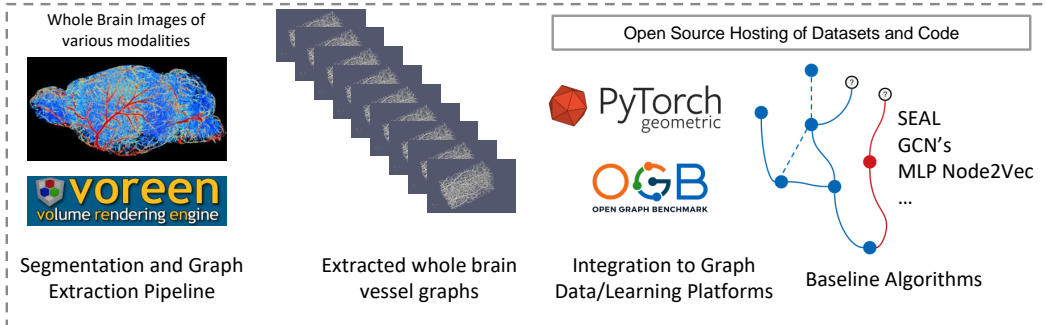 Whole Brain Images of
various modalities
voreen
volume rendering engine
Segmentation and Graph
Extraction Pipeline
Extracted whole brain
vessel graphs
Open Source Hosting of Datasets and Code
PyTorch
geometric
OGB
OPEN GRAPH BENCHMARK
Integration to Graph
Data/Learning Platforms
?
?
SEAL
GCN's
MLP Node2Vec
...
Baseline Algorithms